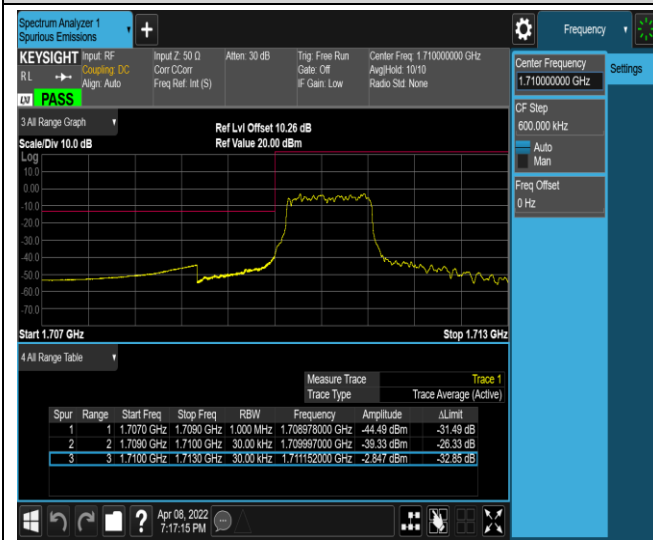 Spectrum Analyzer 1
Spurious Emissions
+
Frequency
KEYSIGHT
RL
LXI PASS
Input: RF
Coupling: DC
Align: Auto
Input Z: 50 Ω
Corr CCorr
Freq Ref: Int (S)
Atten: 30 dB
Trig: Free Run
Gate: Off
IF Gain: Low
Center Freq: 1.710000000 GHz
Avg|Hold: 10/10
Radio Std: None
Center Frequency
1.710000000 GHz
Settings
CF Step
600.000 kHz
Auto
Man
Freq Offset
0 Hz
3 All Range Graph
Scale/Div 10.0 dB
Ref Lvl Offset 10.26 dB
Ref Value 20.00 dBm
Log
10.0
0.00
-10.0
-20.0
-30.0
-40.0
-50.0
-60.0
-70.0
Start 1.707 GHz
Stop 1.713 GHz
4 All Range Table
Measure Trace Trace 1
Trace Type Trace Average (Active)
Spur Range Start Freq Stop Freq RBW Frequency Amplitude ΔLimit
1 1 1.7070 GHz 1.7090 GHz 1.000 MHz 1.708978000 GHz -44.49 dBm -31.49 dB
2 2 1.7090 GHz 1.7100 GHz 30.00 kHz 1.709997000 GHz -39.33 dBm -26.33 dB
3 3 1.7100 GHz 1.7130 GHz 30.00 kHz 1.711152000 GHz -2.847 dBm -32.85 dB
?
Apr 08, 2022
7:17:15 PM